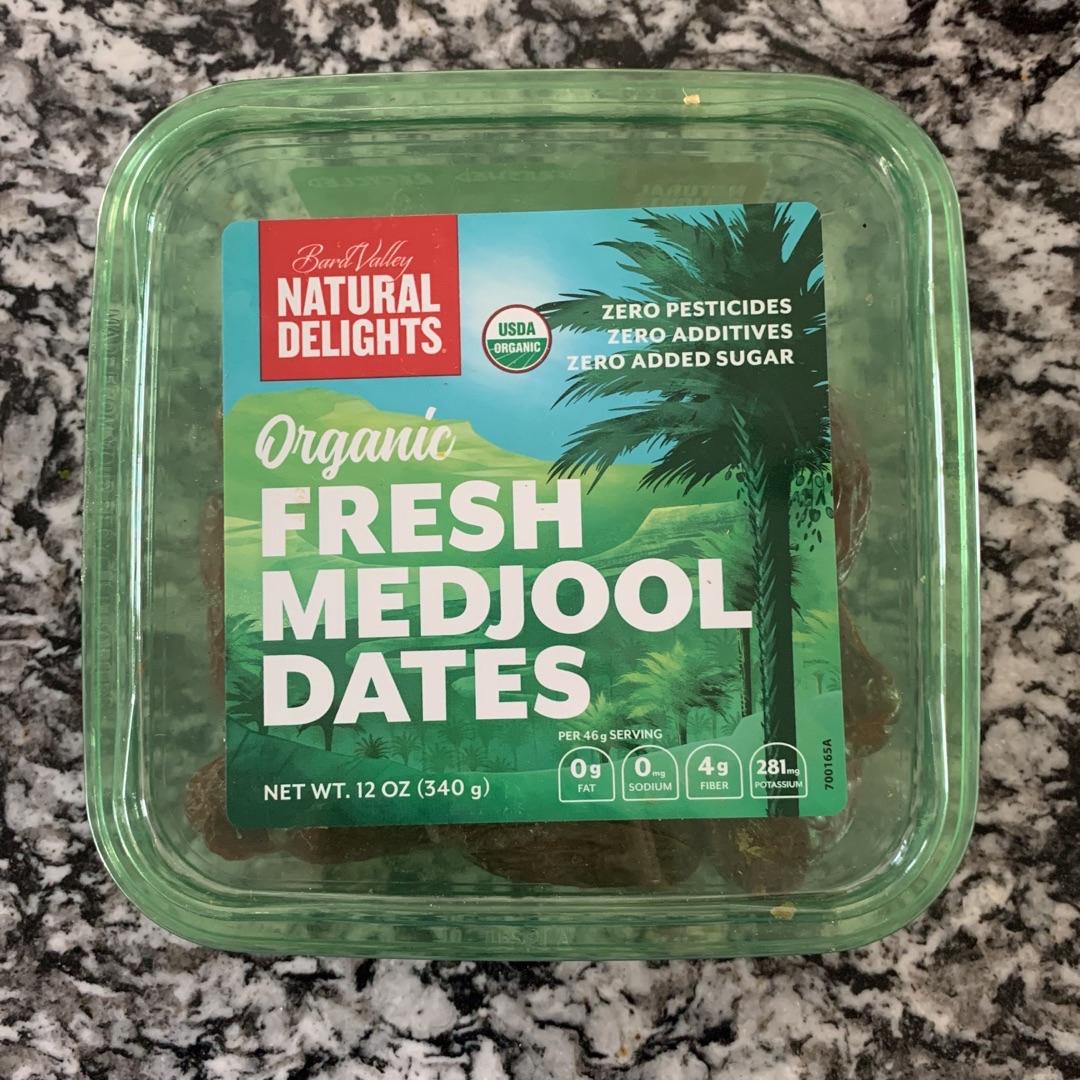 Bard Valley
NATURAL
DELIGHTS
USDA
ORGANIC
ZERO PESTICIDES
ZERO ADDITIVES
ZERO ADDED SUGAR
Organic
FRESH
MEDJOOL
DATES
PER 46g SERVING
0g
FAT
0mg
SODIUM
4g
FIBER
281mg
POTASSIUM
NET WT. 12 OZ (340 g)
700165A